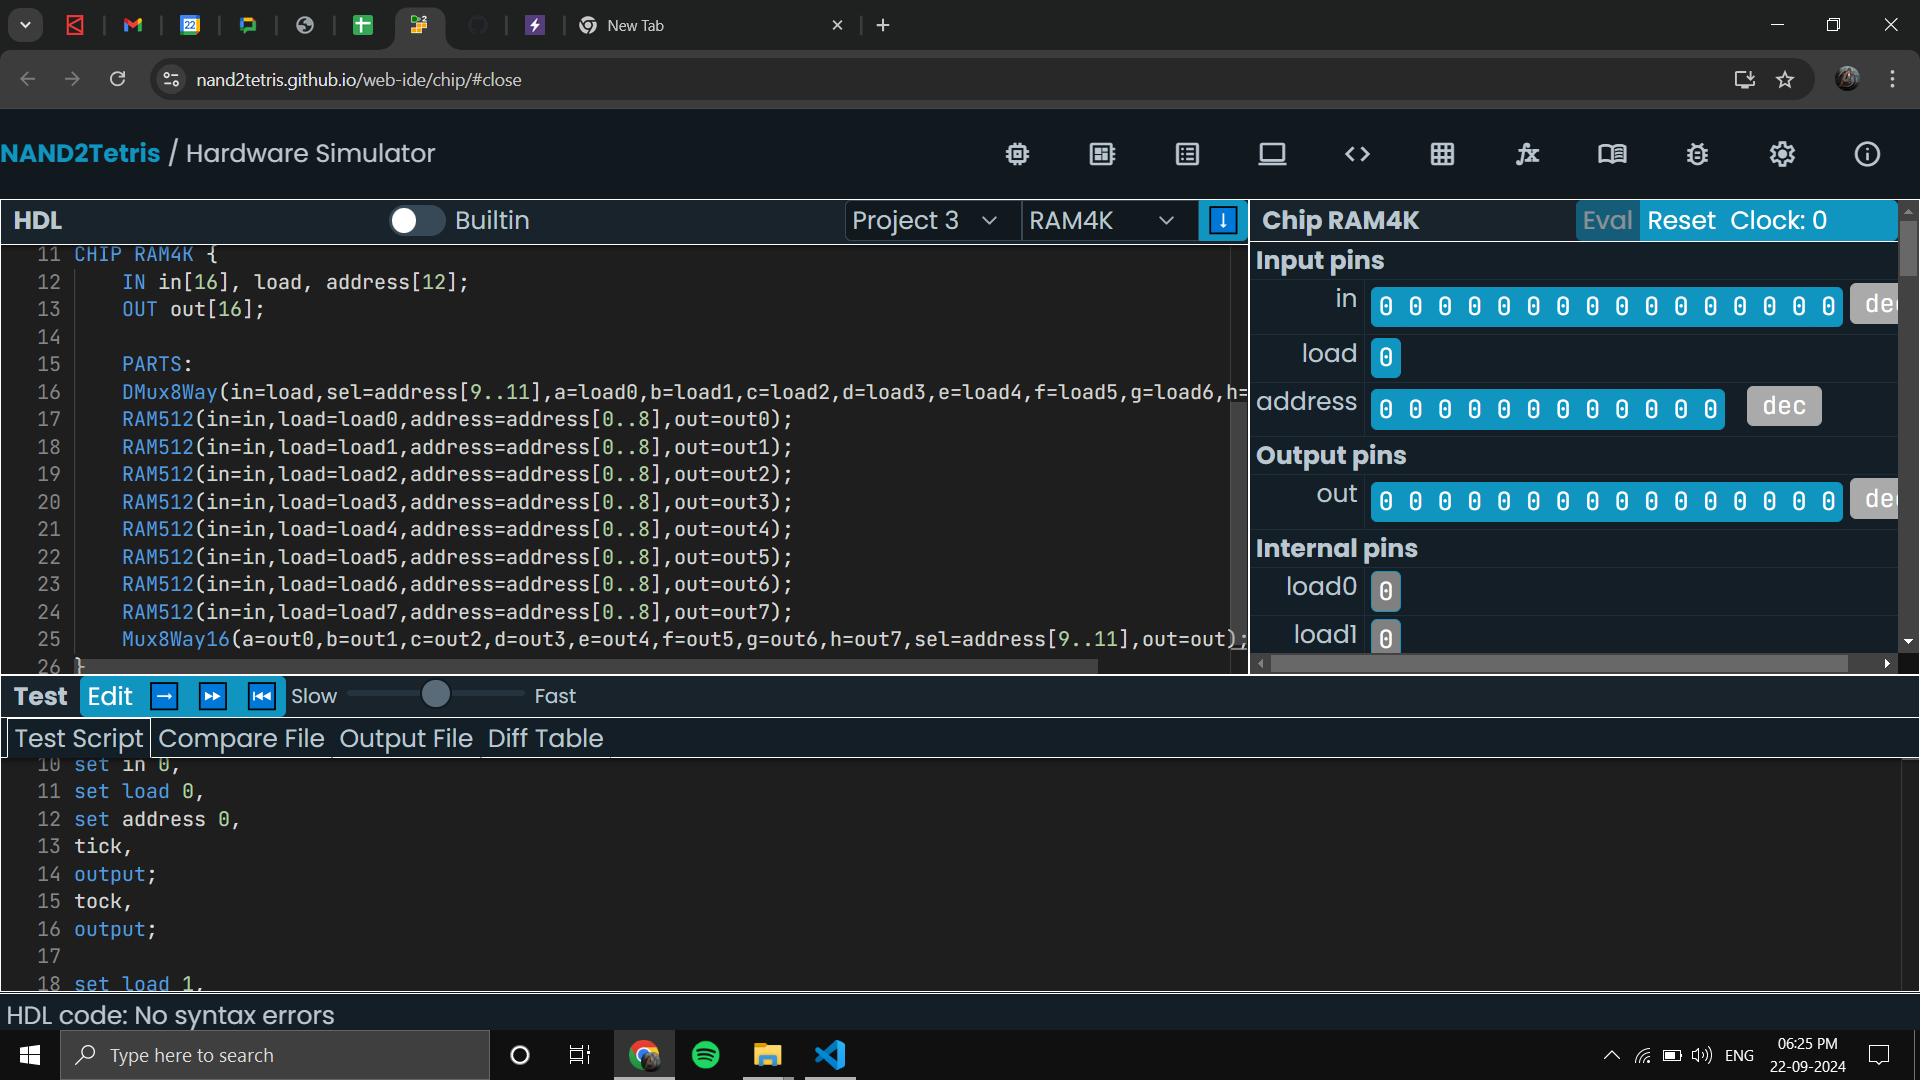 22
New Tab
nand2tetris.github.io/web-ide/chip/#close
NAND2Tetris / Hardware Simulator
HDL
Builtin
Project 3
RAM4K
Chip RAM4K
Eval
Reset Clock: 0
11 CHIP RAM4K {
12 IN in[16], load, address[12];
13 OUT out[16];
14
15 PARTS:
16 DMux8Way(in=load,sel=address[9..11],a=load0,b=load1,c=load2,d=load3,e=load4,f=load5,g=load6,h=
17 RAM512(in=in,load=load0,address=address[0..8],out=out0);
18 RAM512(in=in,load=load1,address=address[0..8],out=out1);
19 RAM512(in=in,load=load2,address=address[0..8],out=out2);
20 RAM512(in=in,load=load3,address=address[0..8],out=out3);
21 RAM512(in=in,load=load4,address=address[0..8],out=out4);
22 RAM512(in=in,load=load5,address=address[0..8],out=out5);
23 RAM512(in=in,load=load6,address=address[0..8],out=out6);
24 RAM512(in=in,load=load7,address=address[0..8],out=out7);
25 Mux8Way16(a=out0,b=out1,c=out2,d=out3,e=out4,f=out5,g=out6,h=out7,sel=address[9..11],out=out);
26 }
Input pins
in 0 0 0 0 0 0 0 0 0 0 0 0 0 0 0 0 dec
load 0
address 0 0 0 0 0 0 0 0 0 0 0 0 dec
Output pins
out 0 0 0 0 0 0 0 0 0 0 0 0 0 0 0 0 dec
Internal pins
load0 0
load1 0
Test Edit Slow Fast
Test Script Compare File Output File Diff Table
10 set in 0,
11 set load 0,
12 set address 0,
13 tick,
14 output;
15 tock,
16 output;
17
18 set load 1,
HDL code: No syntax errors
Type here to search
ENG
06:25 PM
22-09-2024